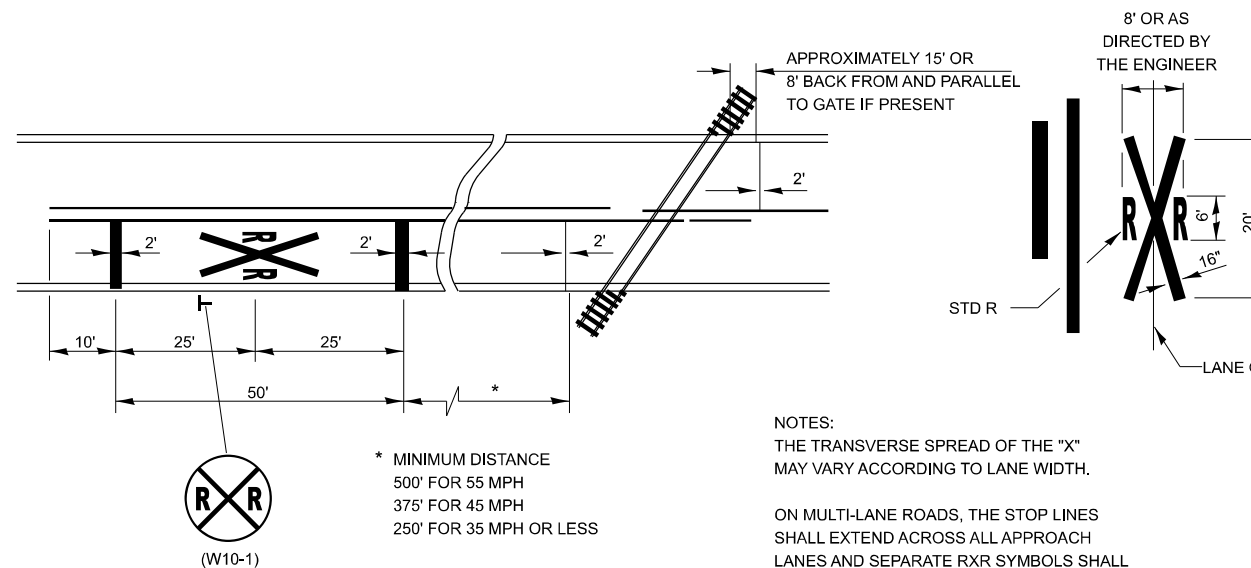 8' OR AS
DIRECTED BY
THE ENGINEER
APPROXIMATELY 15' OR
8' BACK FROM AND PARALLEL
TO GATE IF PRESENT
2'
2'
R
R
2'
2'
R
R
6'
20'
16"
STD R
LANE
10'
25'
25'
50'
*
R R
(W10-1)
* MINIMUM DISTANCE
500' FOR 55 MPH
375' FOR 45 MPH
250' FOR 35 MPH OR LESS
NOTES:
THE TRANSVERSE SPREAD OF THE "X"
MAY VARY ACCORDING TO LANE WIDTH.
ON MULTI-LANE ROADS, THE STOP LINES
SHALL EXTEND ACROSS ALL APPROACH
LANES AND SEPARATE RXR SYMBOLS SHALL